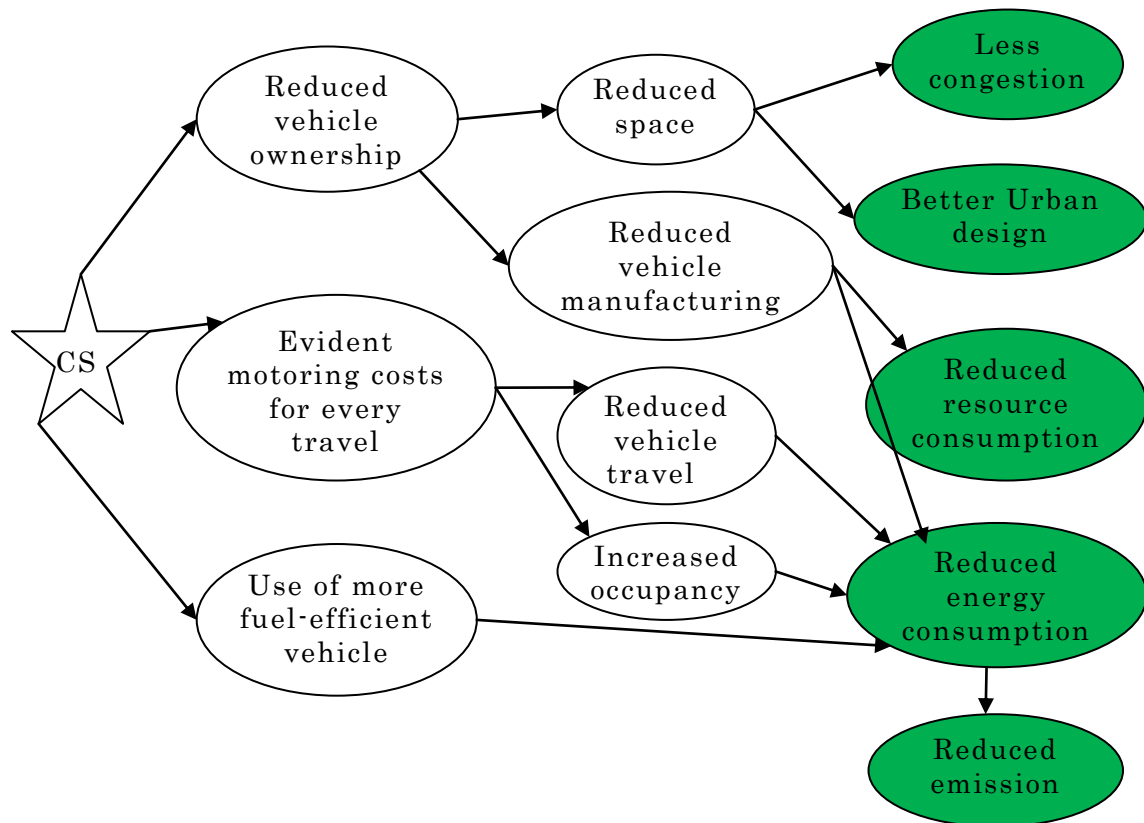 Less
congestion
Reduced
vehicle
ownership
Reduced
space
Better Urban
design
Reduced
vehicle
manufacturing
CS
Evident
motoring costs
for every
travel
Reduced
vehicle
travel
Reduced
resource
consumption
Increased
occupancy
Use of more
fuel-efficient
vehicle
Reduced
energy
consumption
Reduced
emission